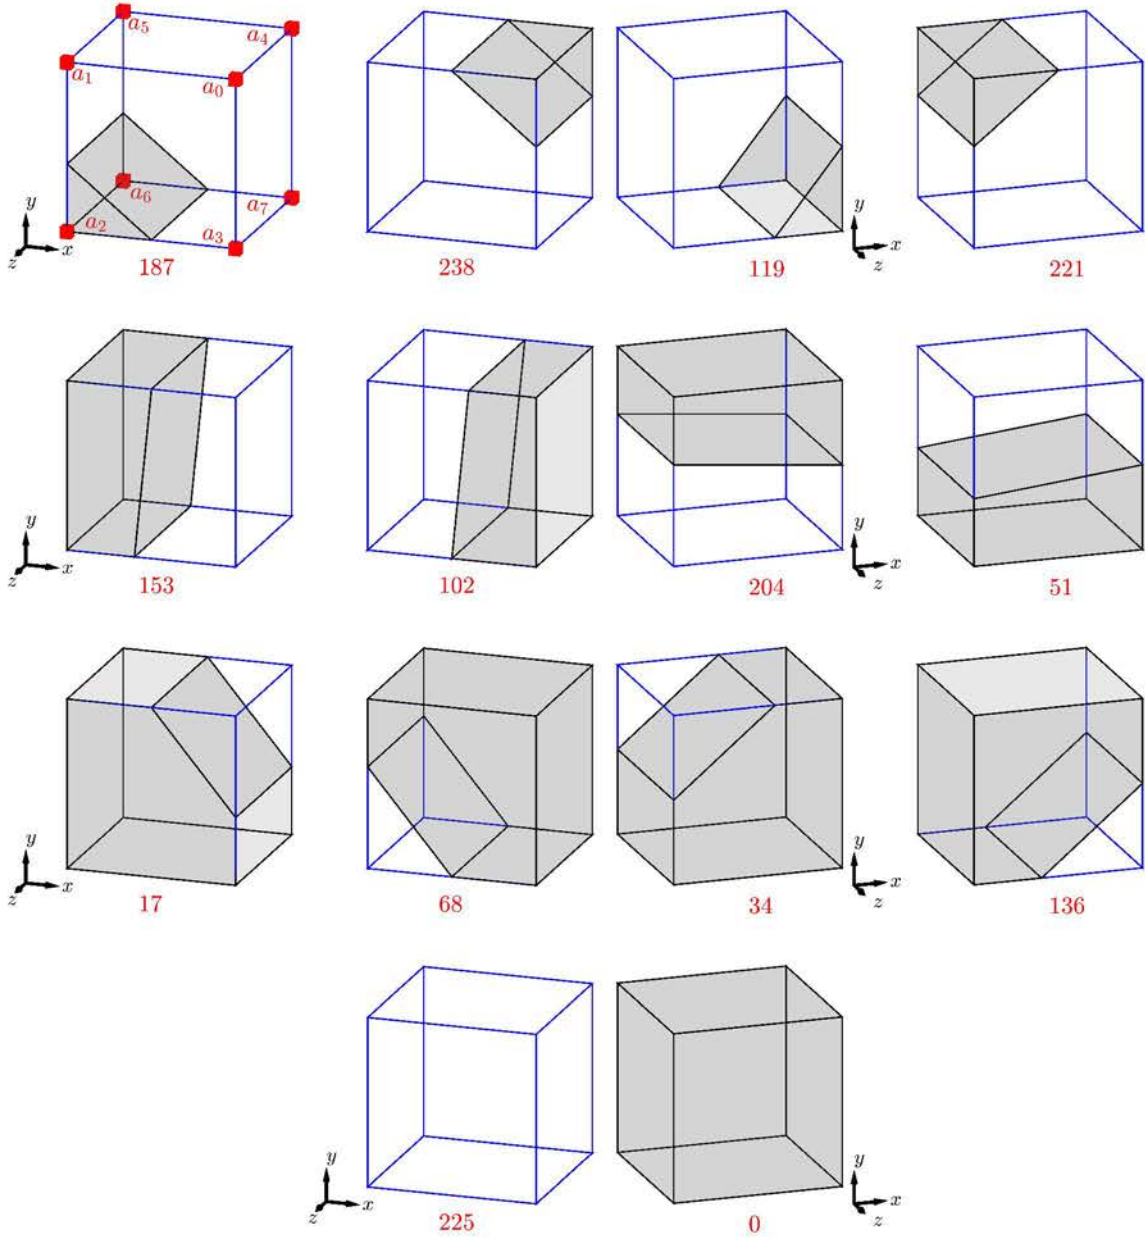 a₅ a₄
a₁ a₀
a₆ a₇
a₂ a₃
y z x y z x
187 238 119 221
y z x y z x
153 102 204 51
y z x y z x
17 68 34 136
y z x y z x
225 0